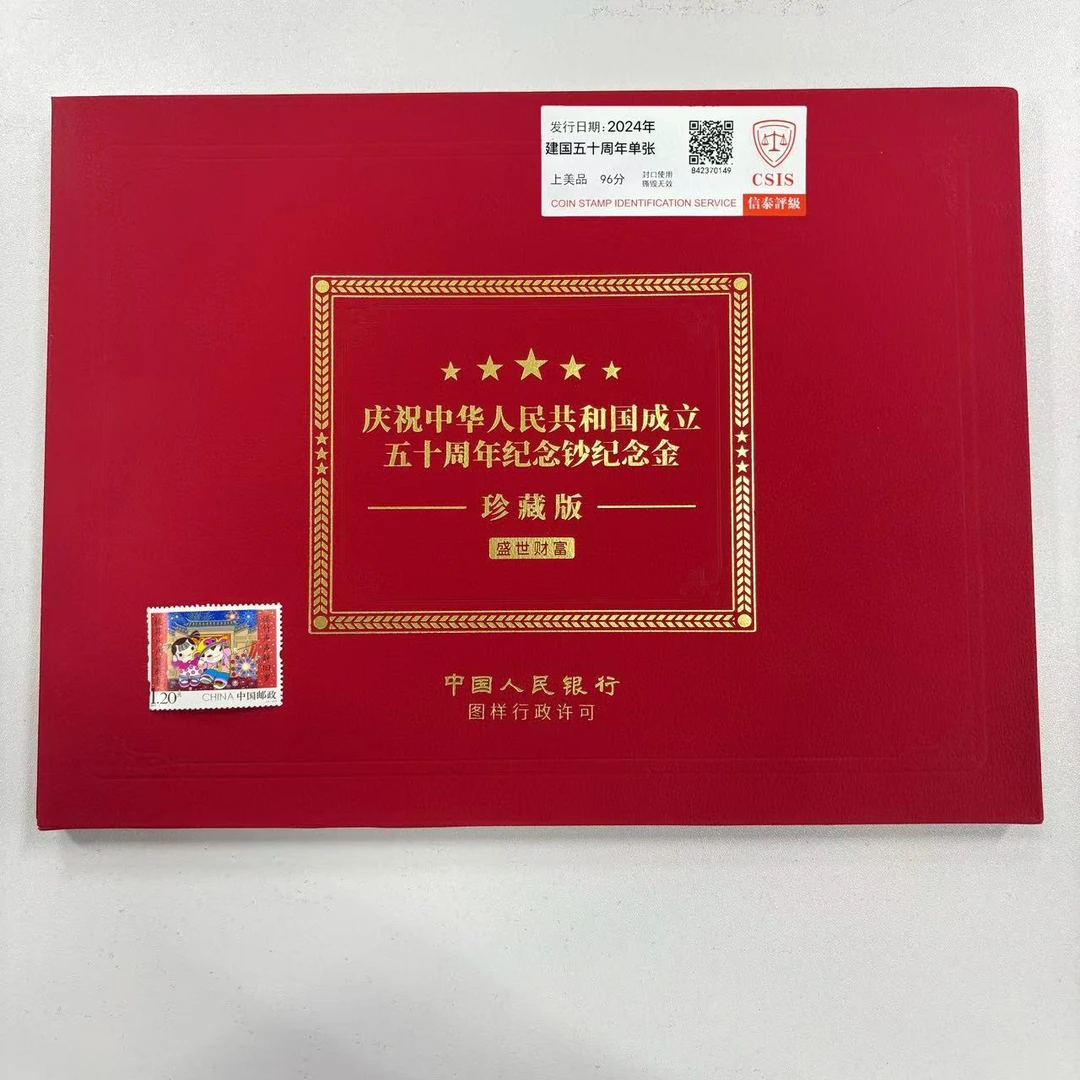 发行日期:2024年
建国五十周年单张
上美品 96分
封口使用
撕毁无效
842370149
COIN STAMP IDENTIFICATION SERVICE
CSIS
信泰評級
庆祝中华人民共和国成立
五十周年纪念钞纪念金
珍藏版
盛世财富
1.20元
CHINA 中国邮政
中国人民银行
图样行政许可